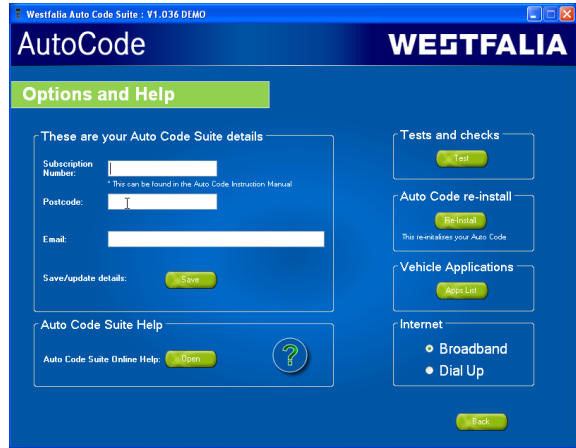 Westfalia Auto Code Suite : V1.036 DEMO
AutoCode
WESTFALIA
Options and Help
These are your Auto Code Suite details
Subscription
Number:
* This can be found in the Auto Code Instruction Manual
Postcode:
Email:
Save/update details:
Save
Auto Code Suite Help
Auto Code Suite Online Help:
Open
?
Tests and checks
Test
Auto Code re-install
Re-Install
This re-initalises your Auto Code
Vehicle Applications
Apps List
Internet
Broadband
Dial Up
Back